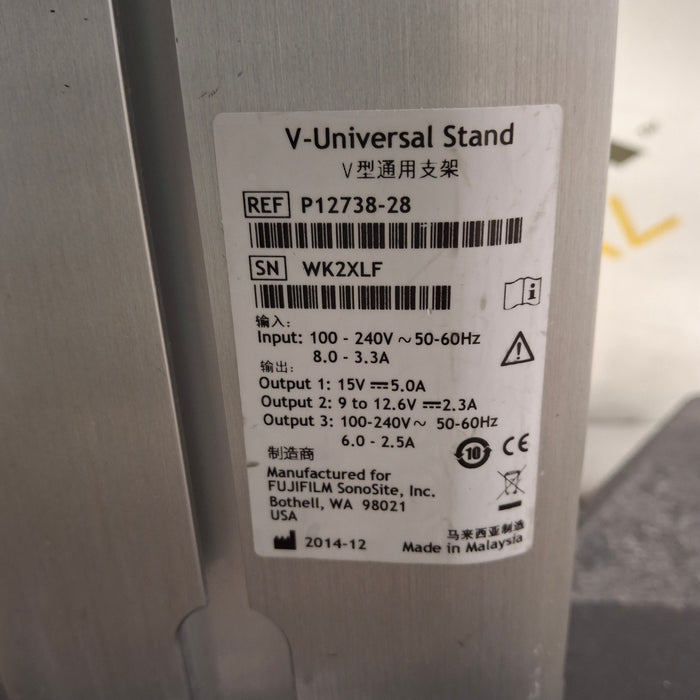 V-Universal Stand
V型通用支架
REF P12738-28
SN WK2XLF
输入:
Input: 100 - 240V ~ 50-60Hz
8.0 - 3.3A
输出:
Output 1: 15V ⎓ 5.0A
Output 2: 9 to 12.6V ⎓ 2.3A
Output 3: 100-240V~ 50-60Hz
6.0 - 2.5A
制造商
Manufactured for
FUJIFILM SonoSite, Inc.
Bothell, WA 98021
USA
2014-12
10
CE
马来西亚制造
Made in Malaysia
AL